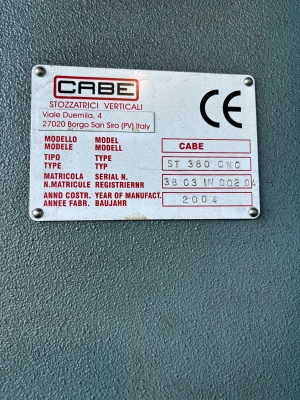 CABE
STOZZATRICI VERTICALI
Viale Duemila, 4
27020 Borgo San Siro (PV) Italy
CE
MODELLO MODEL
MODELE MODELL CABE
TIPO TYPE
TYPE TYP ST 380 CNC
MATRICOLA SERIAL N.
N.MATRICULE REGISTRIERNR 38 03 IN 002 04
ANNO COSTR. YEAR OF MANUFACT.
ANNEE FABR. BAUJAHR 2004